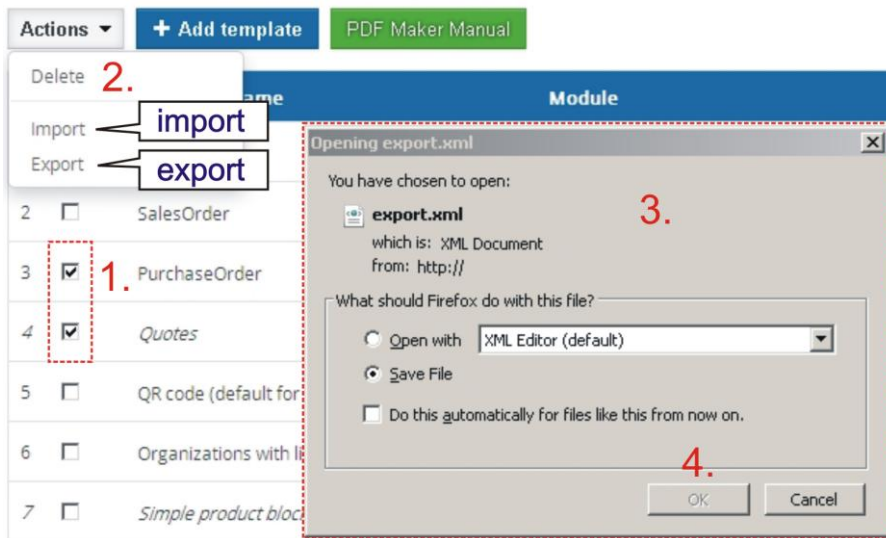 Actions
+ Add template
PDF Maker Manual
Delete
2.
ame
Module
Import
import
Export
export
2
SalesOrder
3
1.
PurchaseOrder
4
Quotes
5
QR code (default for
6
Organizations with li
7
Simple product bloc
Opening export.xml
You have chosen to open:
export.xml
3.
which is: XML Document
from: http://
What should Firefox do with this file?
Open with
XML Editor (default)
Save File
Do this automatically for files like this from now on.
4.
OK
Cancel